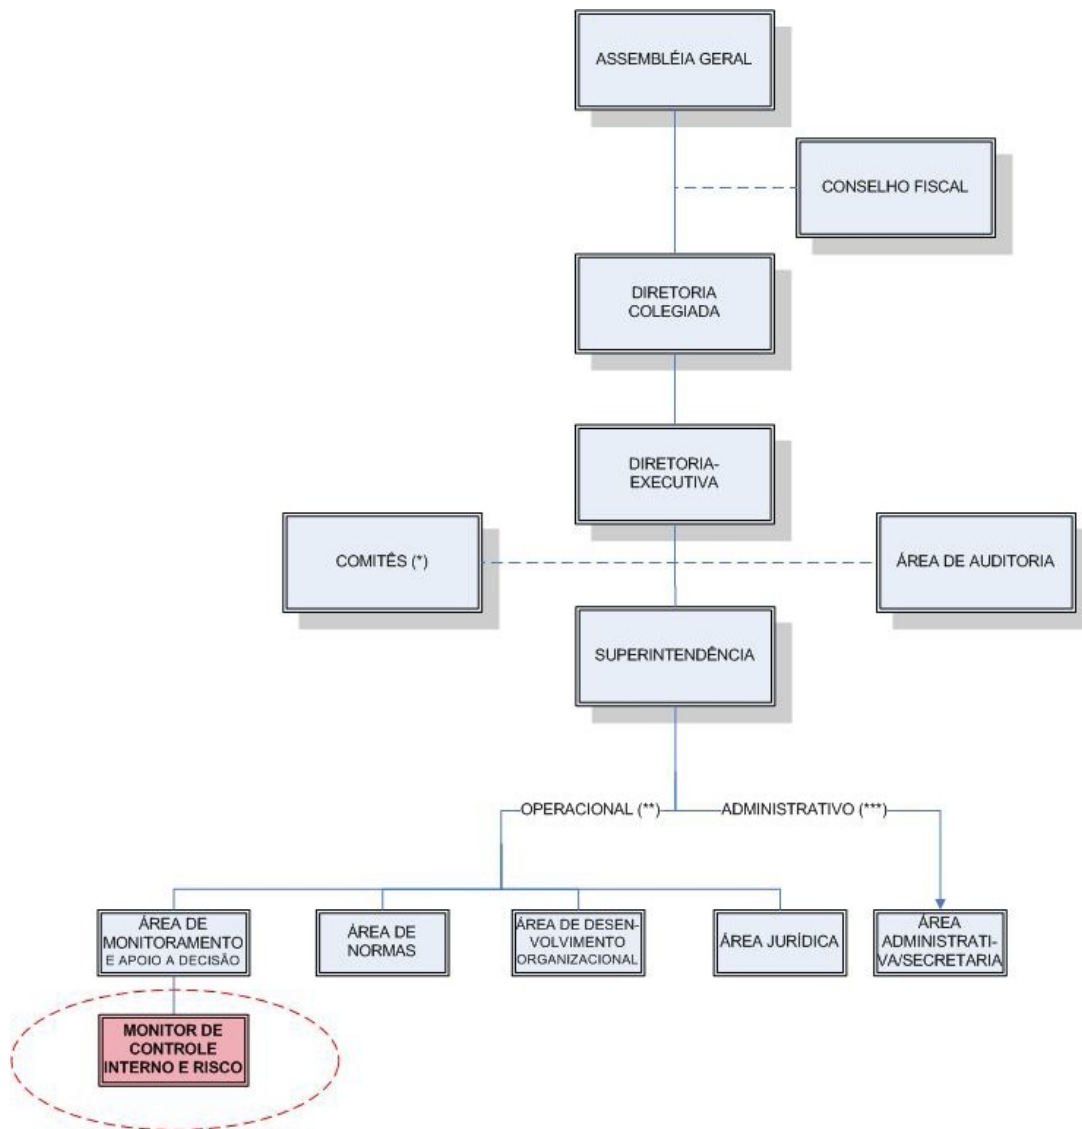 ASSEMBLÉIA GERAL
CONSELHO FISCAL
DIRETORIA
COLEGIADA
DIRETORIA-
EXECUTIVA
COMITÊS (*)
ÁREA DE AUDITORIA
SUPERINTENDÊNCIA
OPERACIONAL (**)
ADMINISTRATIVO (***)
ÁREA DE
MONITORAMENTO
E APOIO A DECISÃO
ÁREA DE
NORMAS
ÁREA DE DESEN-
VOLVIMENTO
ORGANIZACIONAL
ÁREA JURÍDICA
ÁREA
ADMINISTRATI-
VA/SECRETARIA
MONITOR DE
CONTROLE
INTERNO E RISCO